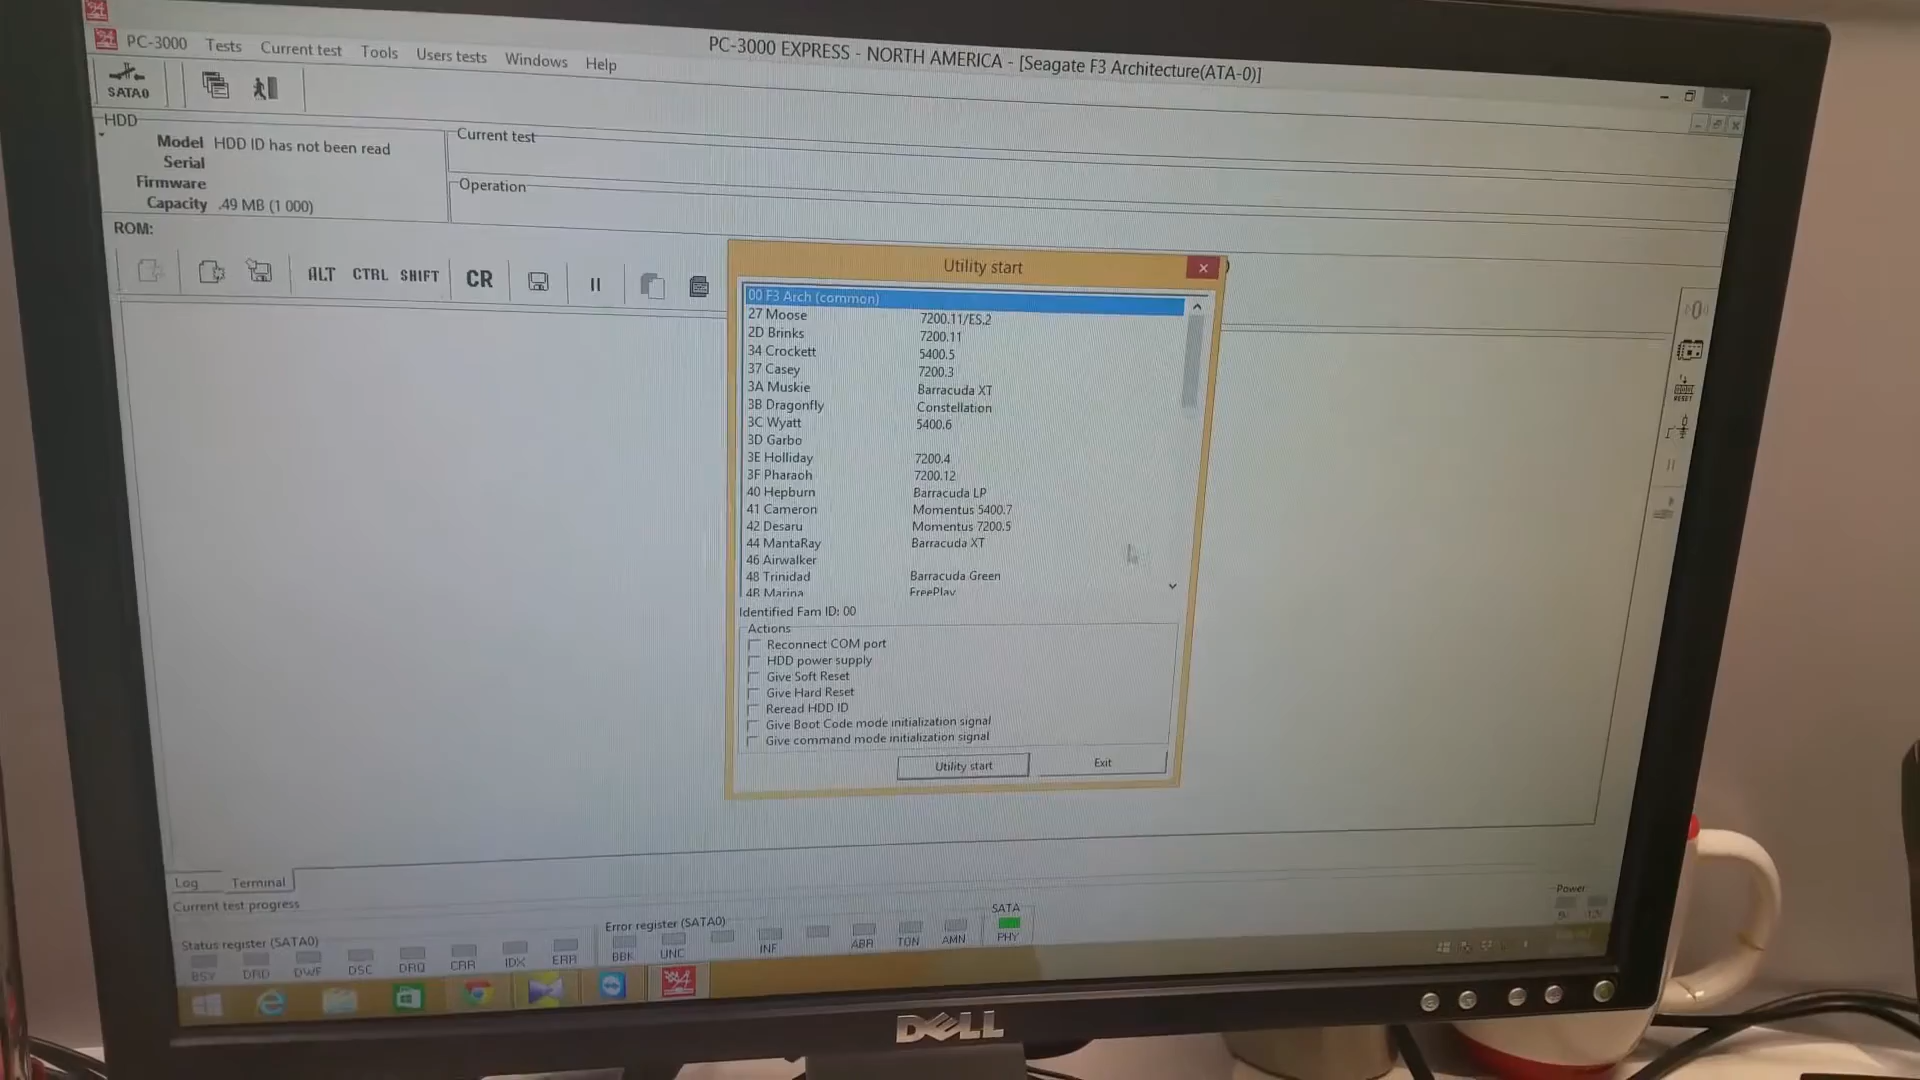 PC-3000 EXPRESS - NORTH AMERICA - [Seagate F3 Architecture(ATA-0)]
PC-3000 Tests Current test Tools Users tests Windows Help
SATA0
HDD
Model HDD ID has not been read
Serial
Firmware
Capacity .49 MB (1 000)
Current test
Operation
ROM:
ALT CTRL SHIFT CR
Utility start
00 F3 Arch (common)
27 Moose 7200.11/ES.2
2D Brinks 7200.11
34 Crockett 5400.5
37 Casey 7200.3
3A Muskie Barracuda XT
3B Dragonfly Constellation
3C Wyatt 5400.6
3D Garbo
3E Holliday 7200.4
3F Pharaoh 7200.12
40 Hepburn Barracuda LP
41 Cameron Momentus 5400.7
42 Desaru Momentus 7200.5
44 MantaRay Barracuda XT
46 Airwalker
48 Trinidad Barracuda Green
4B Marina FreePlay
Identified Fam ID: 00
Actions
Reconnect COM port
HDD power supply
Give Soft Reset
Give Hard Reset
Reread HDD ID
Give Boot Code mode initialization signal
Give command mode initialization signal
Utility start Exit
RESET
Log Terminal
Current test progress
Status register (SATA0)
BSY DRD DWF DSC DRQ CRR IDX ERR
Error register (SATA0)
BBK UNC INF ABR TON AMN
SATA
PHY
Power
5V 12V
DELL